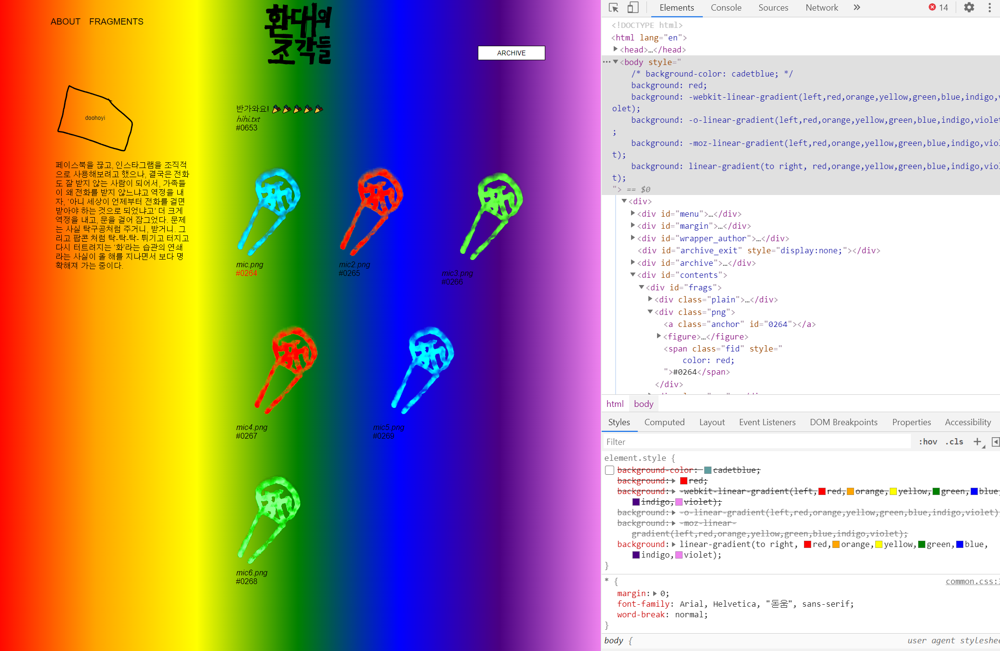 ABOUT FRAGMENTS
환대의
조각들
ARCHIVE
doohoyi
페이스북을 끊고, 인스타그램을 조직적
으로 사용해보려고 했으나, 결국은 전화
도 잘 받지 않는 사람이 되어서, 가족들
이 왜 전화를 받지 않느냐고 역정을 내
자, ‘아니 세상이 언제부터 전화를 걸면
받아야 하는 것으로 되었냐고’ 더 크게
역정을 내고, 문을 걸어 잠그었다. 문제
는 사실 탁구공처럼 주거니, 받거니. 그
리고 팝콘 처럼 탁-탁-탁- 튀기고 터지고
다시 터트려지는 ‘화’라는 습관의 연쇄
라는 사실이 올 해를 지나면서 보다 명
확해져 가는 중이다.
반가와요! 🎉🎉🎉🎉🎉
hihi.txt
#0653
mic.png
#0264
mic2.png
#0265
mic3.png
#0266
mic4.png
#0267
mic5.png
#0269
mic6.png
#0268
Elements Console Sources Network » 14
<!DOCTYPE html>
<html lang="en">
<head>…</head>
<body style="
/* background-color: cadetblue; */
background: red;
background: -webkit-linear-gradient(left,red,orange,yellow,green,blue,indigo,v
olet);
background: -o-linear-gradient(left,red,orange,yellow,green,blue,indigo,violet
;
background: -moz-linear-gradient(left,red,orange,yellow,green,blue,indigo,viol
t);
background: linear-gradient(to right, red,orange,yellow,green,blue,indigo,viol
t);
"> == $0
<div>
<div id="menu">…</div>
<div id="margin">…</div>
<div id="wrapper_author">…</div>
<div id="archive_exit" style="display:none;"></div>
<div id="archive">…</div>
<div id="contents">
<div id="frags">
<div class="plain">…</div>
<div class="png">
<a class="anchor" id="0264"></a>
<figure>…</figure>
<span class="fid" style="
color: red;
">#0264</span>
</div>
html body
Styles Computed Layout Event Listeners DOM Breakpoints Properties Accessibility
Filter :hov .cls +
element.style {
background-color: cadetblue;
background: red;
background: -webkit-linear-gradient(left,red,orange,yellow,green,blue,
indigo,violet);
background: -o-linear-gradient(left,red,orange,yellow,green,blue,indigo,violet)
background: -moz-linear-
gradient(left,red,orange,yellow,green,blue,indigo,violet);
background: linear-gradient(to right, red,orange,yellow,green,blue,
indigo,violet);
}
* { common.css:
margin: 0;
font-family: Arial, Helvetica, "돋움", sans-serif;
word-break: normal;
}
body { user agent styleshe